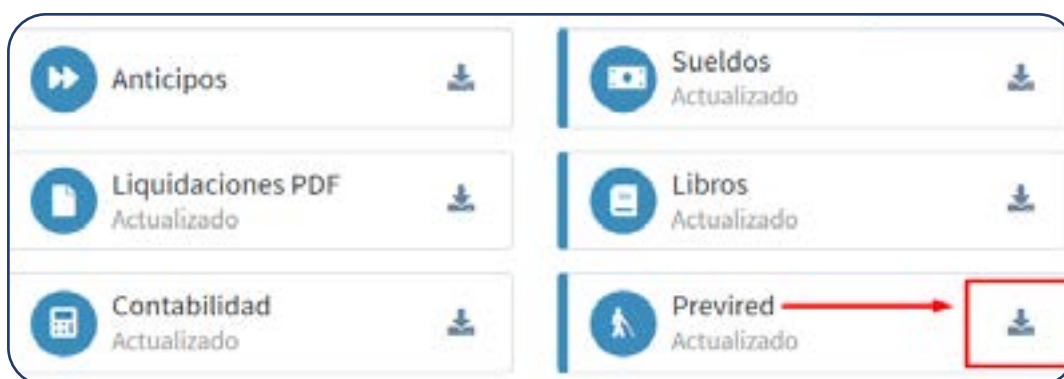 Anticipos
Sueldos
Actualizado
Liquidaciones PDF
Actualizado
Libros
Actualizado
Contabilidad
Actualizado
Previred
Actualizado